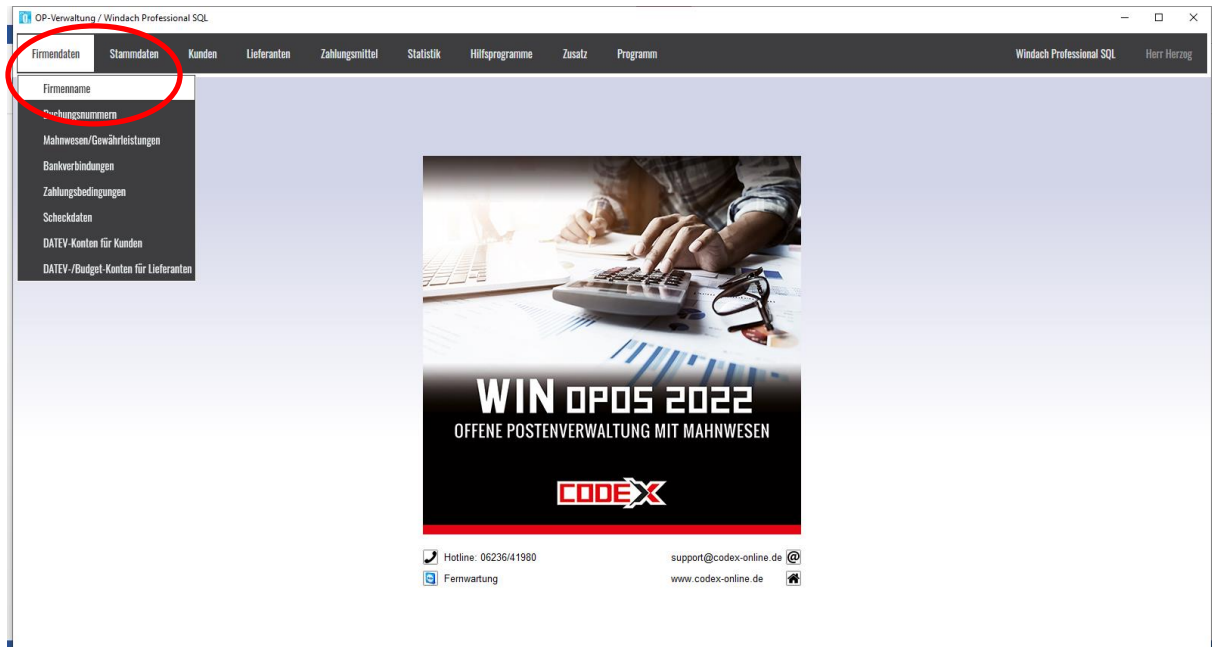 OP-Verwaltung / Windach Professional SQL
Firmendaten Stammdaten Kunden Lieferanten Zahlungsmittel Statistik Hilfsprogramme Zusatz Programm Windach Professional SQL Herr Herzog
Firmenname
Buchungsnummern
Mahnwesen/Gewährleistungen
Bankverbindungen
Zahlungsbedingungen
Scheckdaten
DATEV-Konten für Kunden
DATEV-/Budget-Konten für Lieferanten
WIN OPOS 2022
OFFENE POSTENVERWALTUNG MIT MAHNWESEN
CODEX
Hotline: 06236/41980 support@codex-online.de
Fernwartung www.codex-online.de